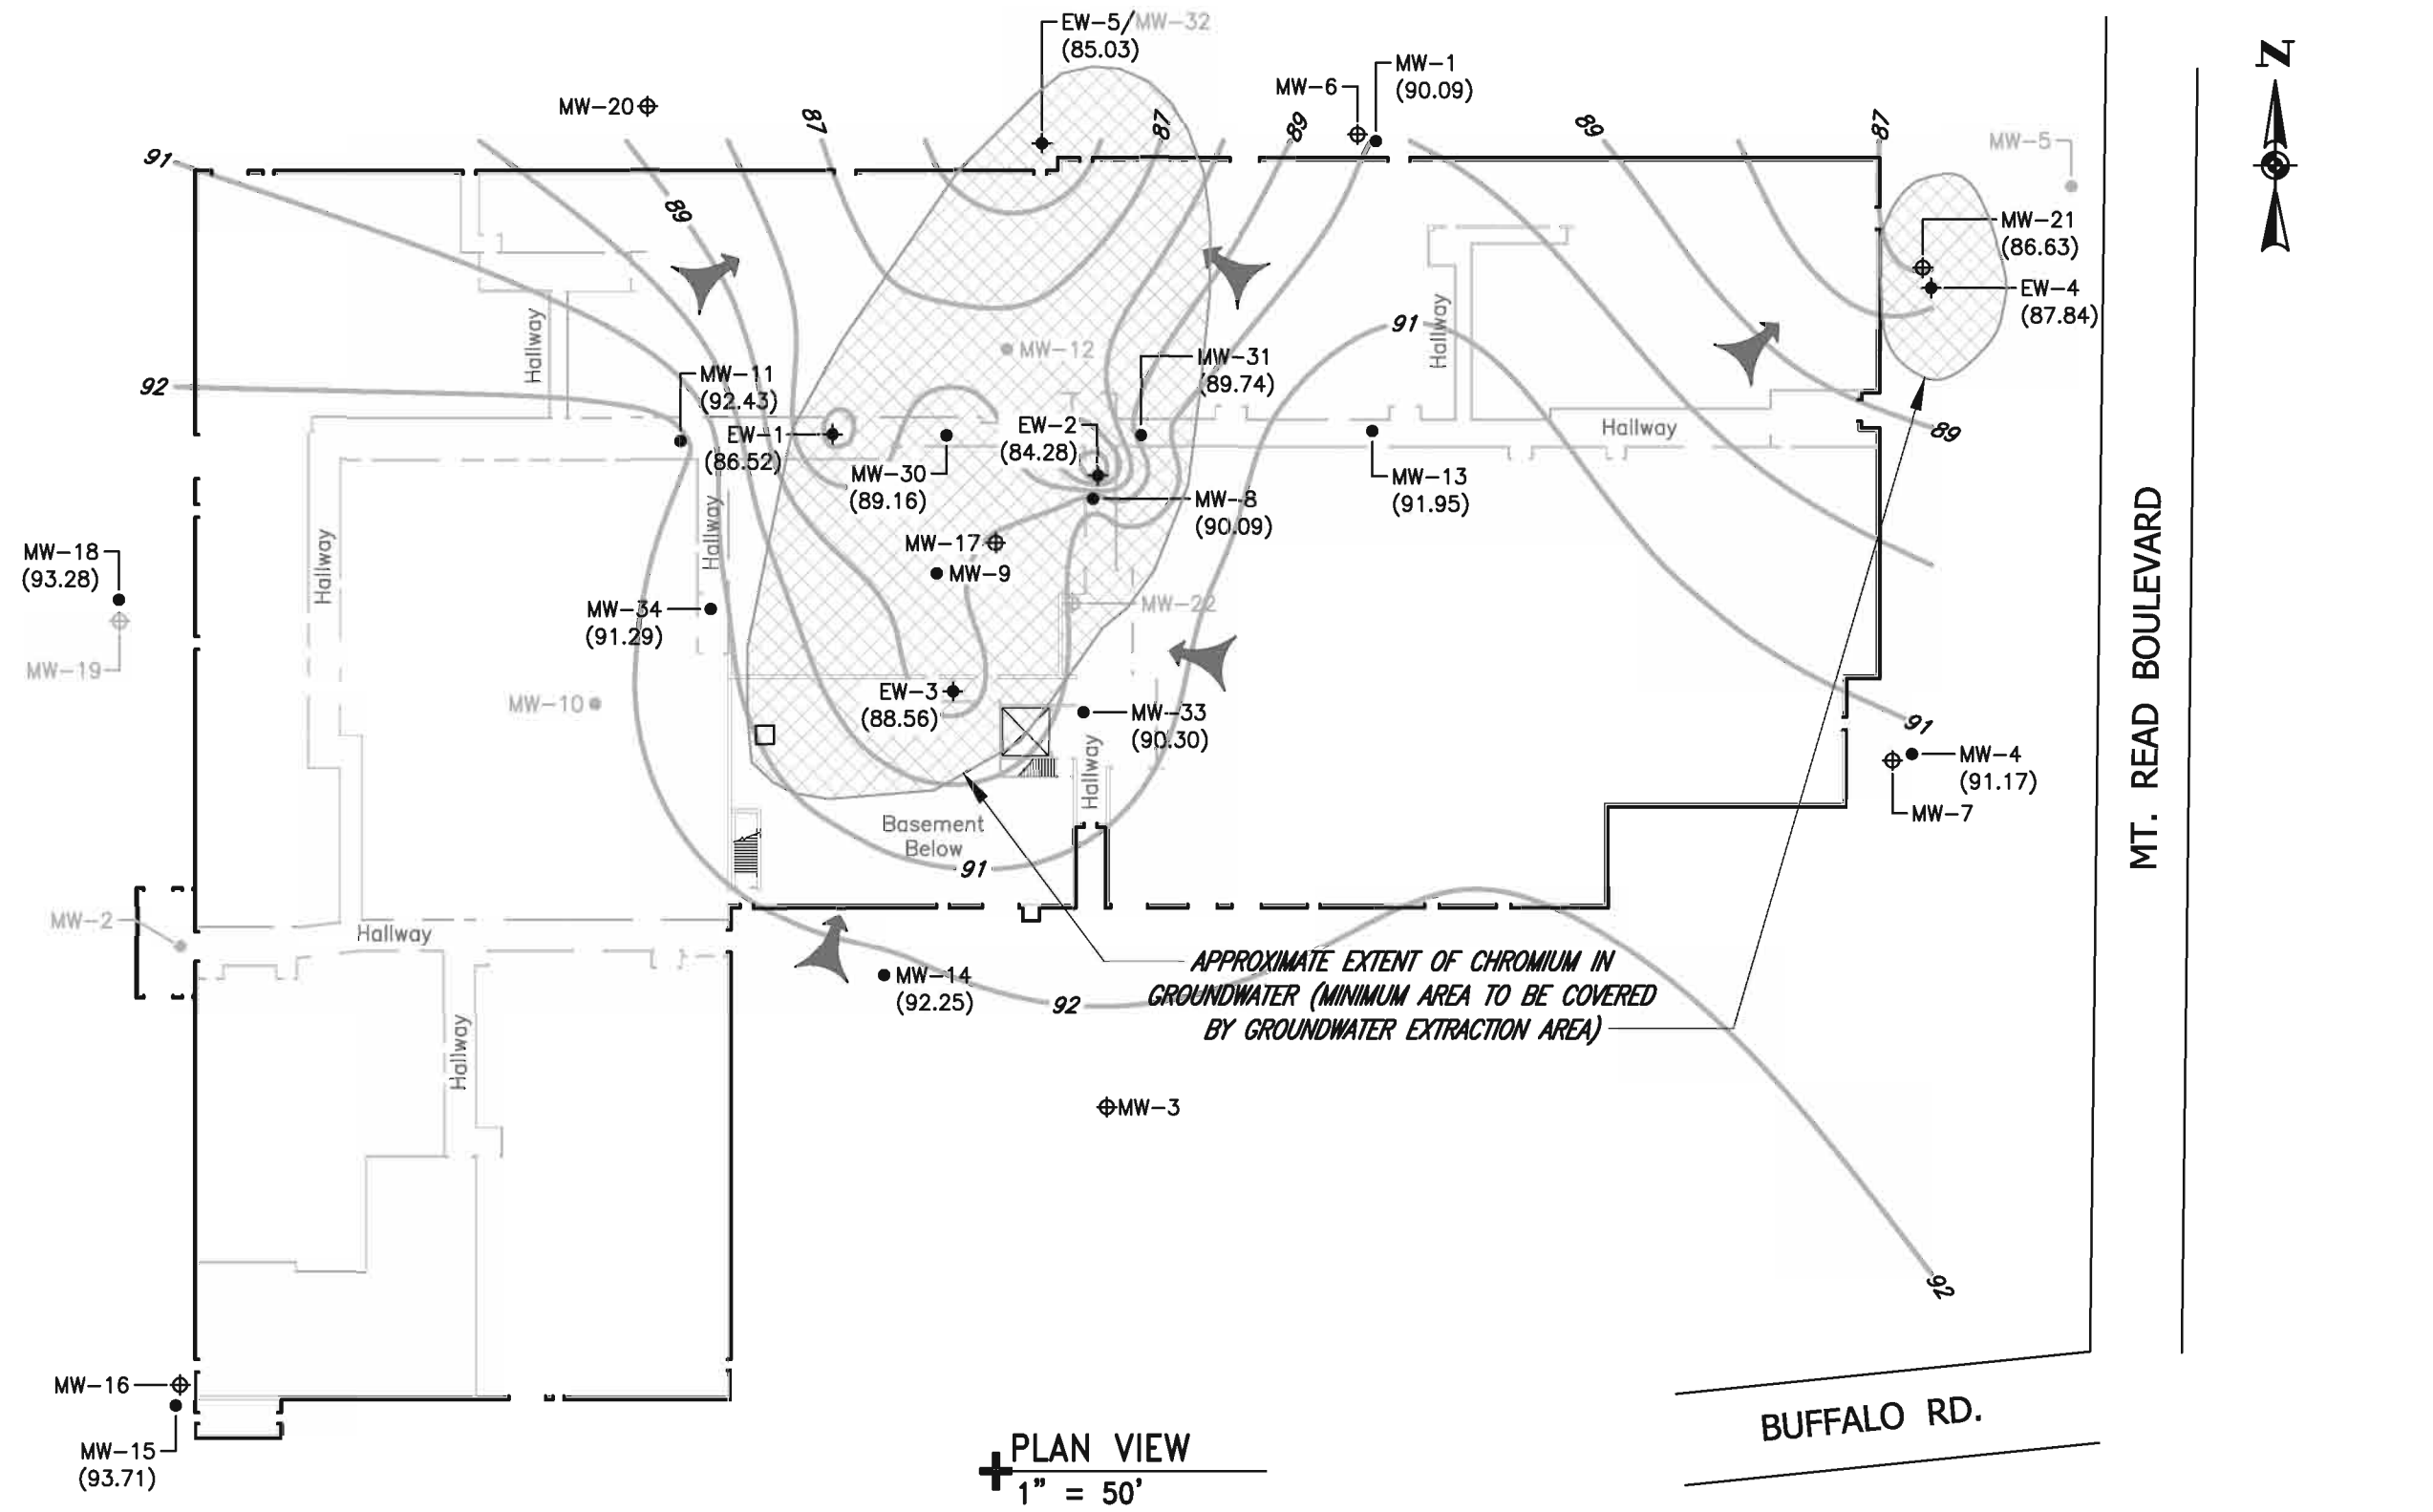 EW-5/MW-32
(85.03)
MW-1
(90.09)
MW-6
MW-20
N
87
87
89
89
87
MW-5
91
89
MW-21
(86.63)
EW-4
(87.84)
Hallway
Hallway
91
MW-12
MW-31
(89.74)
92
MW-11
(92.43)
EW-1
(86.52)
MW-30
(89.16)
EW-2
(84.28)
MW-13
(91.95)
Hallway
89
MW-8
(90.09)
MW-17
MW-9
Hallway
Hallway
MW-18
(93.28)
MW-19
MW-34
(91.29)
MW-22
MW-10
EW-3
(88.56)
MW-33
(90.30)
Hallway
91
MW-4
(91.17)
MW-7
MT. READ BOULEVARD
Basement
Below
91
MW-2
Hallway
MW-14
(92.25)
92
APPROXIMATE EXTENT OF CHROMIUM IN
GROUNDWATER (MINIMUM AREA TO BE COVERED
BY GROUNDWATER EXTRACTION AREA)
Hallway
MW-3
92
MW-16
MW-15
(93.71)
BUFFALO RD.
PLAN VIEW
1" = 50'